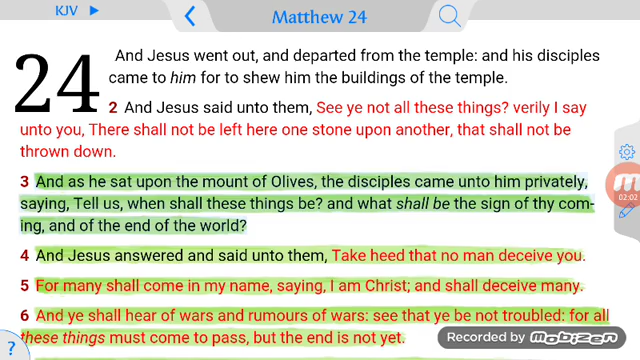 KJV
Matthew 24
24 And Jesus went out, and departed from the temple: and his disciples
came to him for to shew him the buildings of the temple.
2 And Jesus said unto them, See ye not all these things? verily I say
unto you, There shall not be left here one stone upon another, that shall not be
thrown down.
3 And as he sat upon the mount of Olives, the disciples came unto him privately,
saying, Tell us, when shall these things be? and what shall be the sign of thy com-
ing, and of the end of the world?
4 And Jesus answered and said unto them, Take heed that no man deceive you.
5 For many shall come in my name, saying, I am Christ; and shall deceive many.
6 And ye shall hear of wars and rumours of wars: see that ye be not troubled: for all
these things must come to pass, but the end is not yet.
02:02
?
Recorded by mobizen